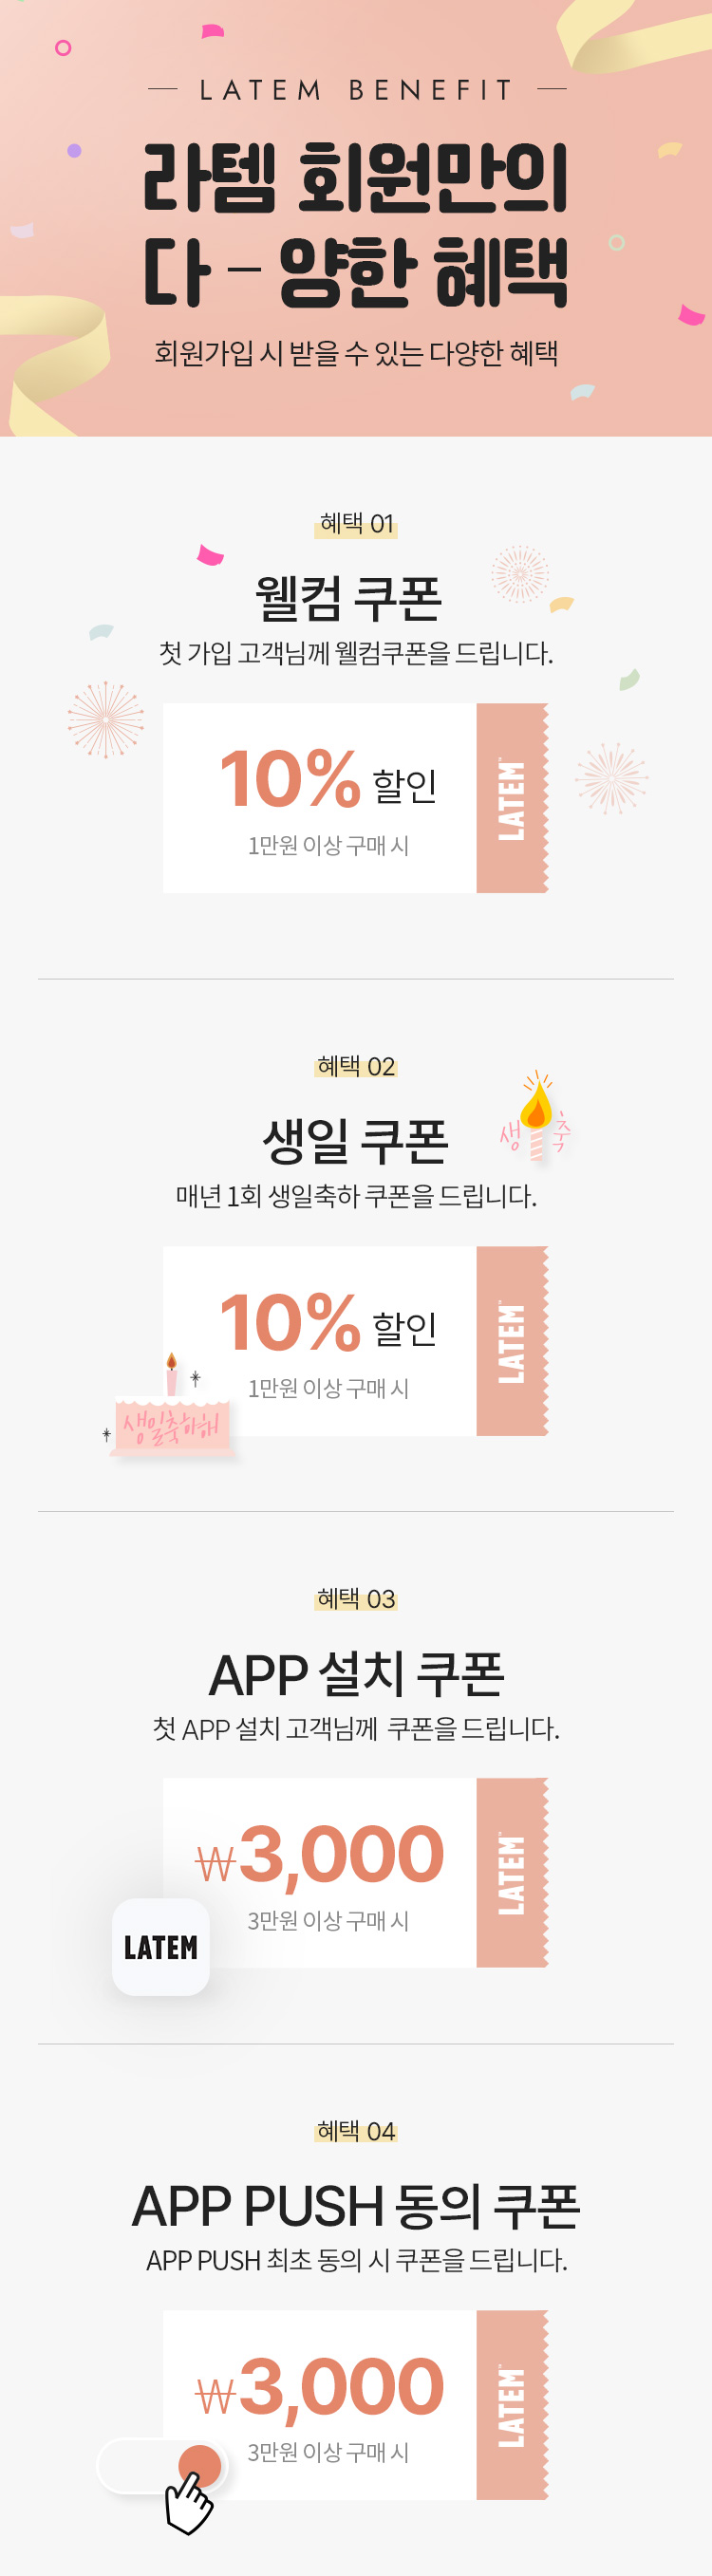 LATEM BENEFIT
라템 회원만의
다 – 양한 혜택
회원가입 시 받을 수 있는 다양한 혜택
혜택 01
웰컴 쿠폰
첫 가입 고객님께 웰컴쿠폰을 드립니다.
10% 할인
1만원 이상 구매 시
LATEM
혜택 02
생일 쿠폰
생 축
매년 1회 생일축하 쿠폰을 드립니다.
10% 할인
1만원 이상 구매 시
LATEM
생일축하해
혜택 03
APP 설치 쿠폰
첫 APP 설치 고객님께 쿠폰을 드립니다.
₩3,000
3만원 이상 구매 시
LATEM
LATEM
혜택 04
APP PUSH 동의 쿠폰
APP PUSH 최초 동의 시 쿠폰을 드립니다.
₩3,000
3만원 이상 구매 시
LATEM